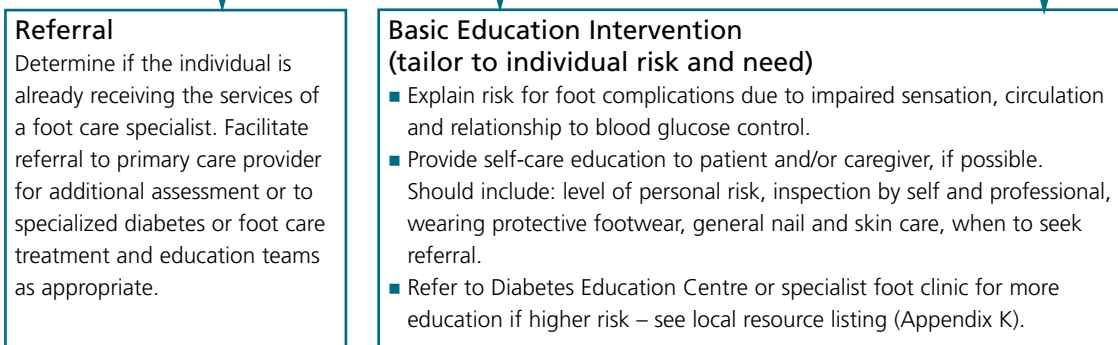 Referral
Determine if the individual is
already receiving the services of
a foot care specialist. Facilitate
referral to primary care provider
for additional assessment or to
specialized diabetes or foot care
treatment and education teams
as appropriate.
Basic Education Intervention
(tailor to individual risk and need)
■ Explain risk for foot complications due to impaired sensation, circulation
and relationship to blood glucose control.
■ Provide self-care education to patient and/or caregiver, if possible.
Should include: level of personal risk, inspection by self and professional,
wearing protective footwear, general nail and skin care, when to seek
referral.
■ Refer to Diabetes Education Centre or specialist foot clinic for more
education if higher risk – see local resource listing (Appendix K).